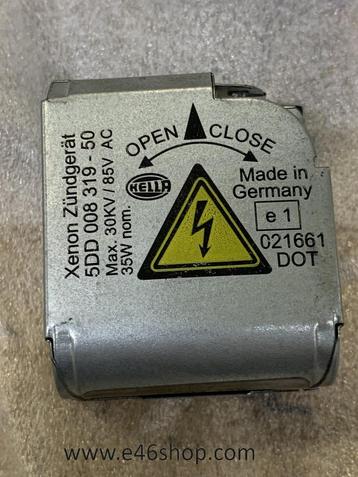 OPEN CLOSE
Xenon Zündgerät
5DD 008 319 - 50
Max. 30KV / 85V AC
35W nom.
HELLA
Made in
Germany
e 1
021661
DOT
www.e46shop.com